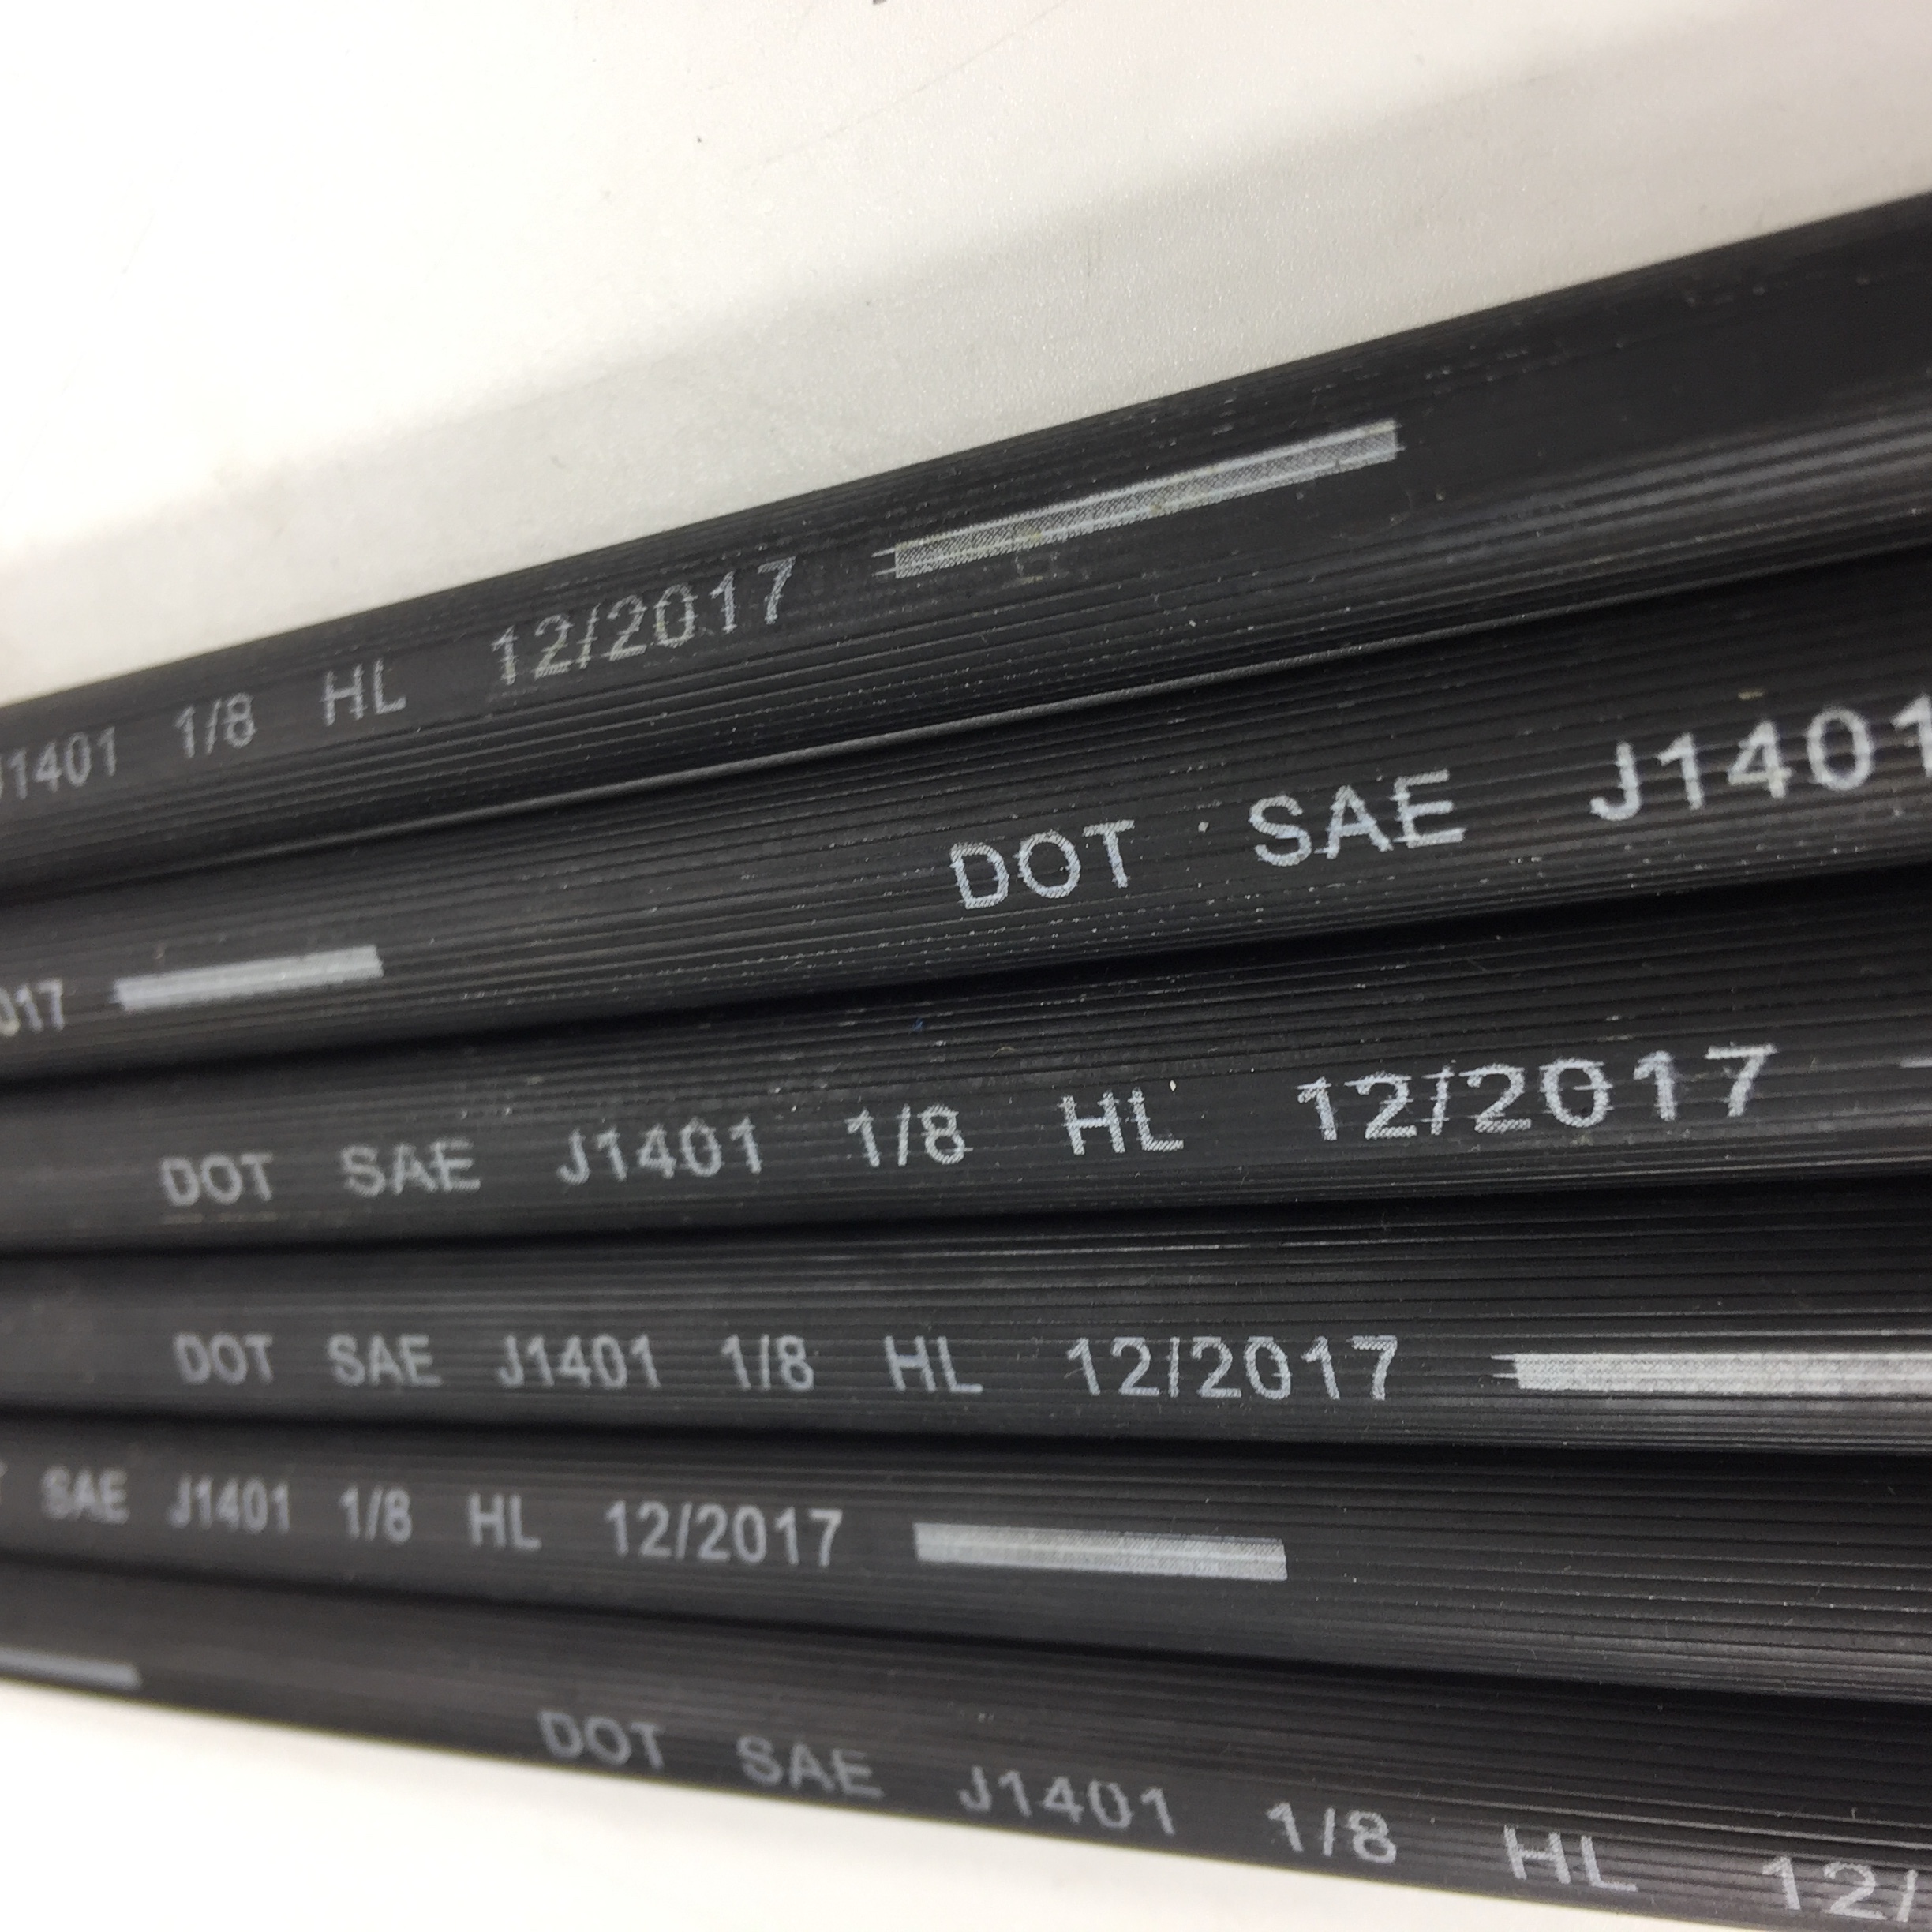 J1401 1/8 HL 12/2017
DOT SAE J1401
017
DOT SAE J1401 1/8 HL 12/2017
DOT SAE J1401 1/8 HL 12/2017
SAE J1401 1/8 HL 12/2017
DOT SAE J1401 1/8 HL 12/